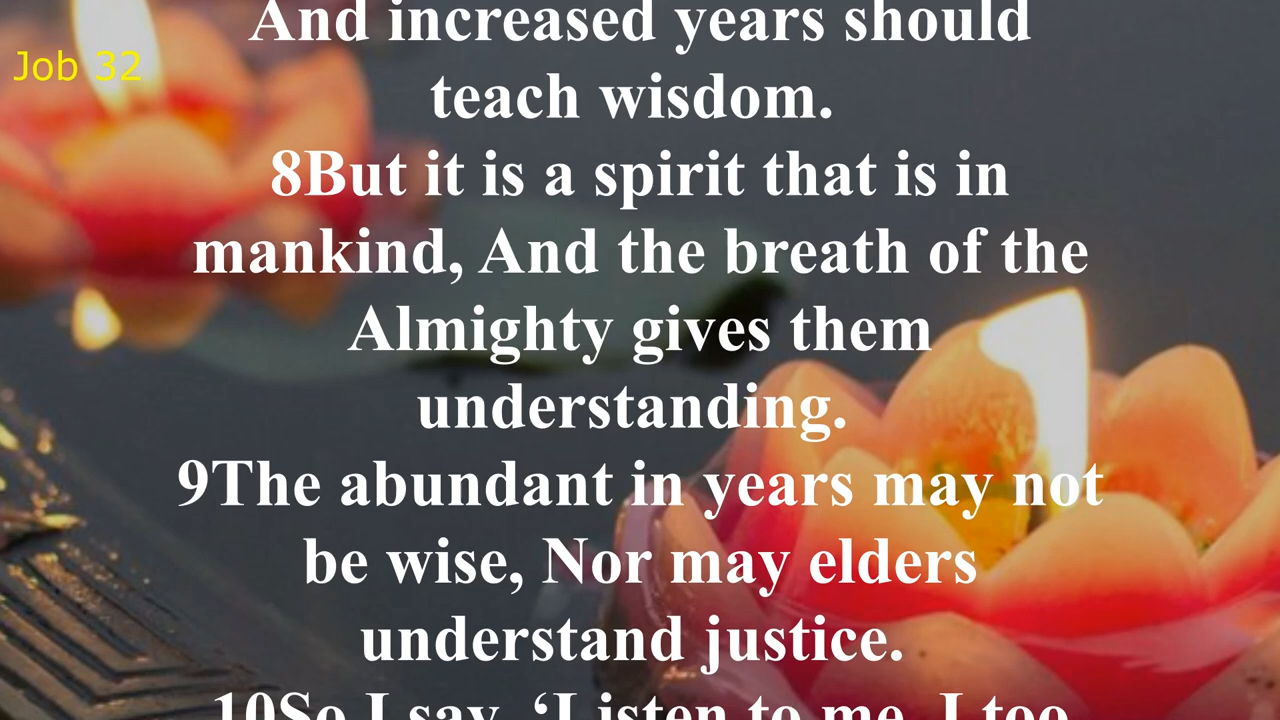 And increased years should
Job 32
teach wisdom.
8But it is a spirit that is in
mankind, And the breath of the
Almighty gives them
understanding.
9The abundant in years may not
be wise, Nor may elders
understand justice.
10So I say, ‘Listen to me, I too